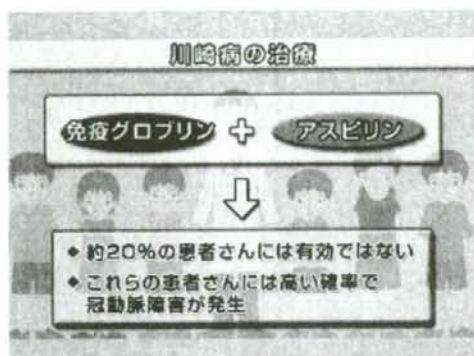 川崎病の治療
免疫グロブリン + アスピリン
◆ 約20%の患者さんには有効ではない
◆ これらの患者さんには高い確率で
冠動脈障害が発生